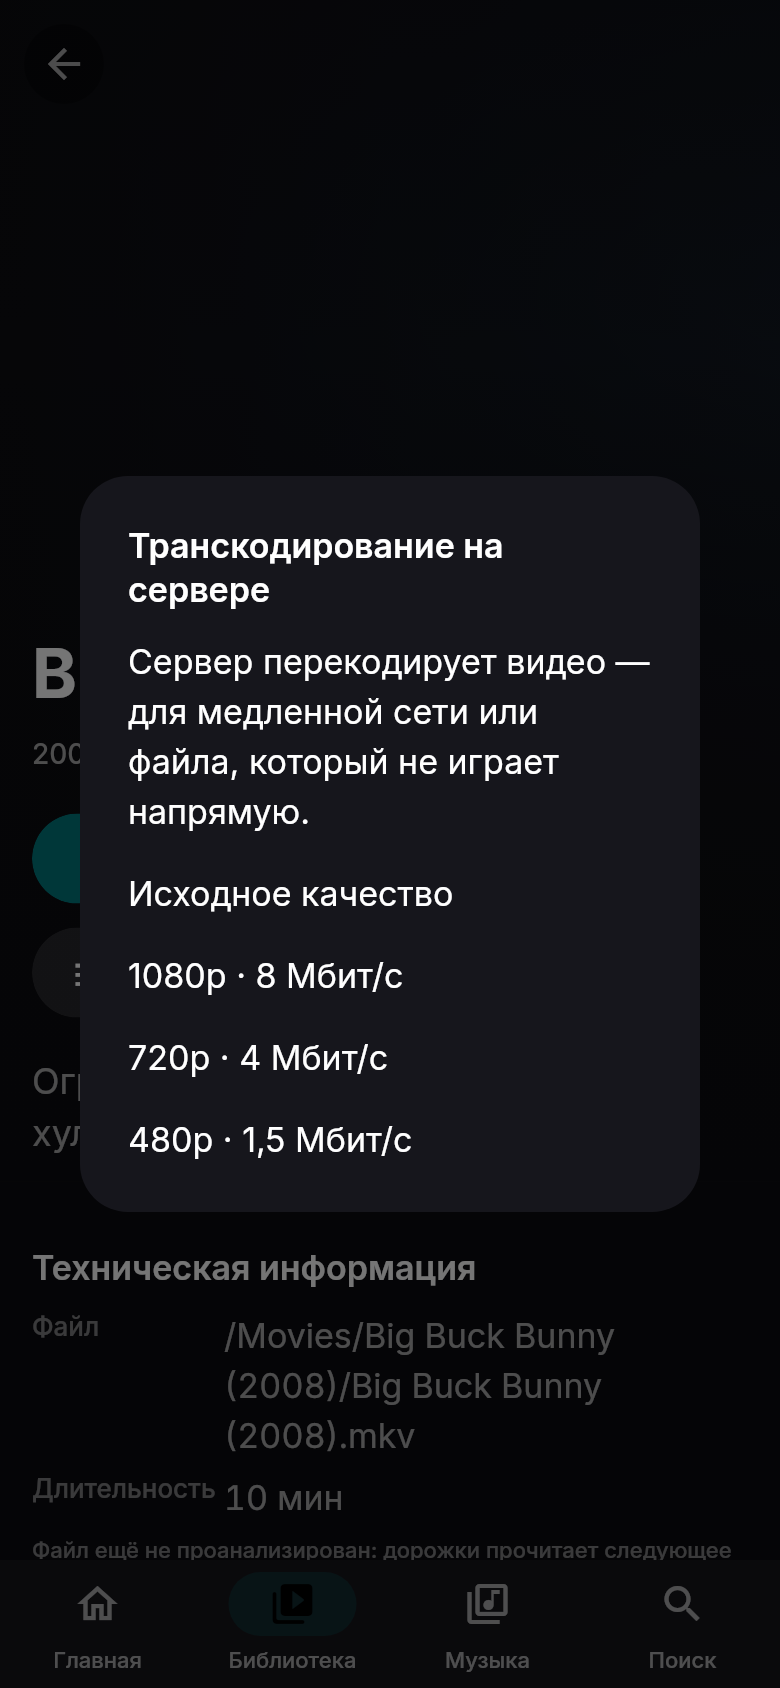 Транскодирование на
сервере
Сервер перекодирует видео —
для медленной сети или
файла, который не играет
напрямую.
Исходное качество
1080p · 8 Мбит/с
720p · 4 Мбит/с
480p · 1,5 Мбит/с
Техническая информация
Файл
/Movies/Big Buck Bunny
(2008)/Big Buck Bunny
(2008).mkv
Длительность 10 мин
Файл ещё не проанализирован: дорожки прочитает следующее
Главная
Библиотека
Музыка
Поиск